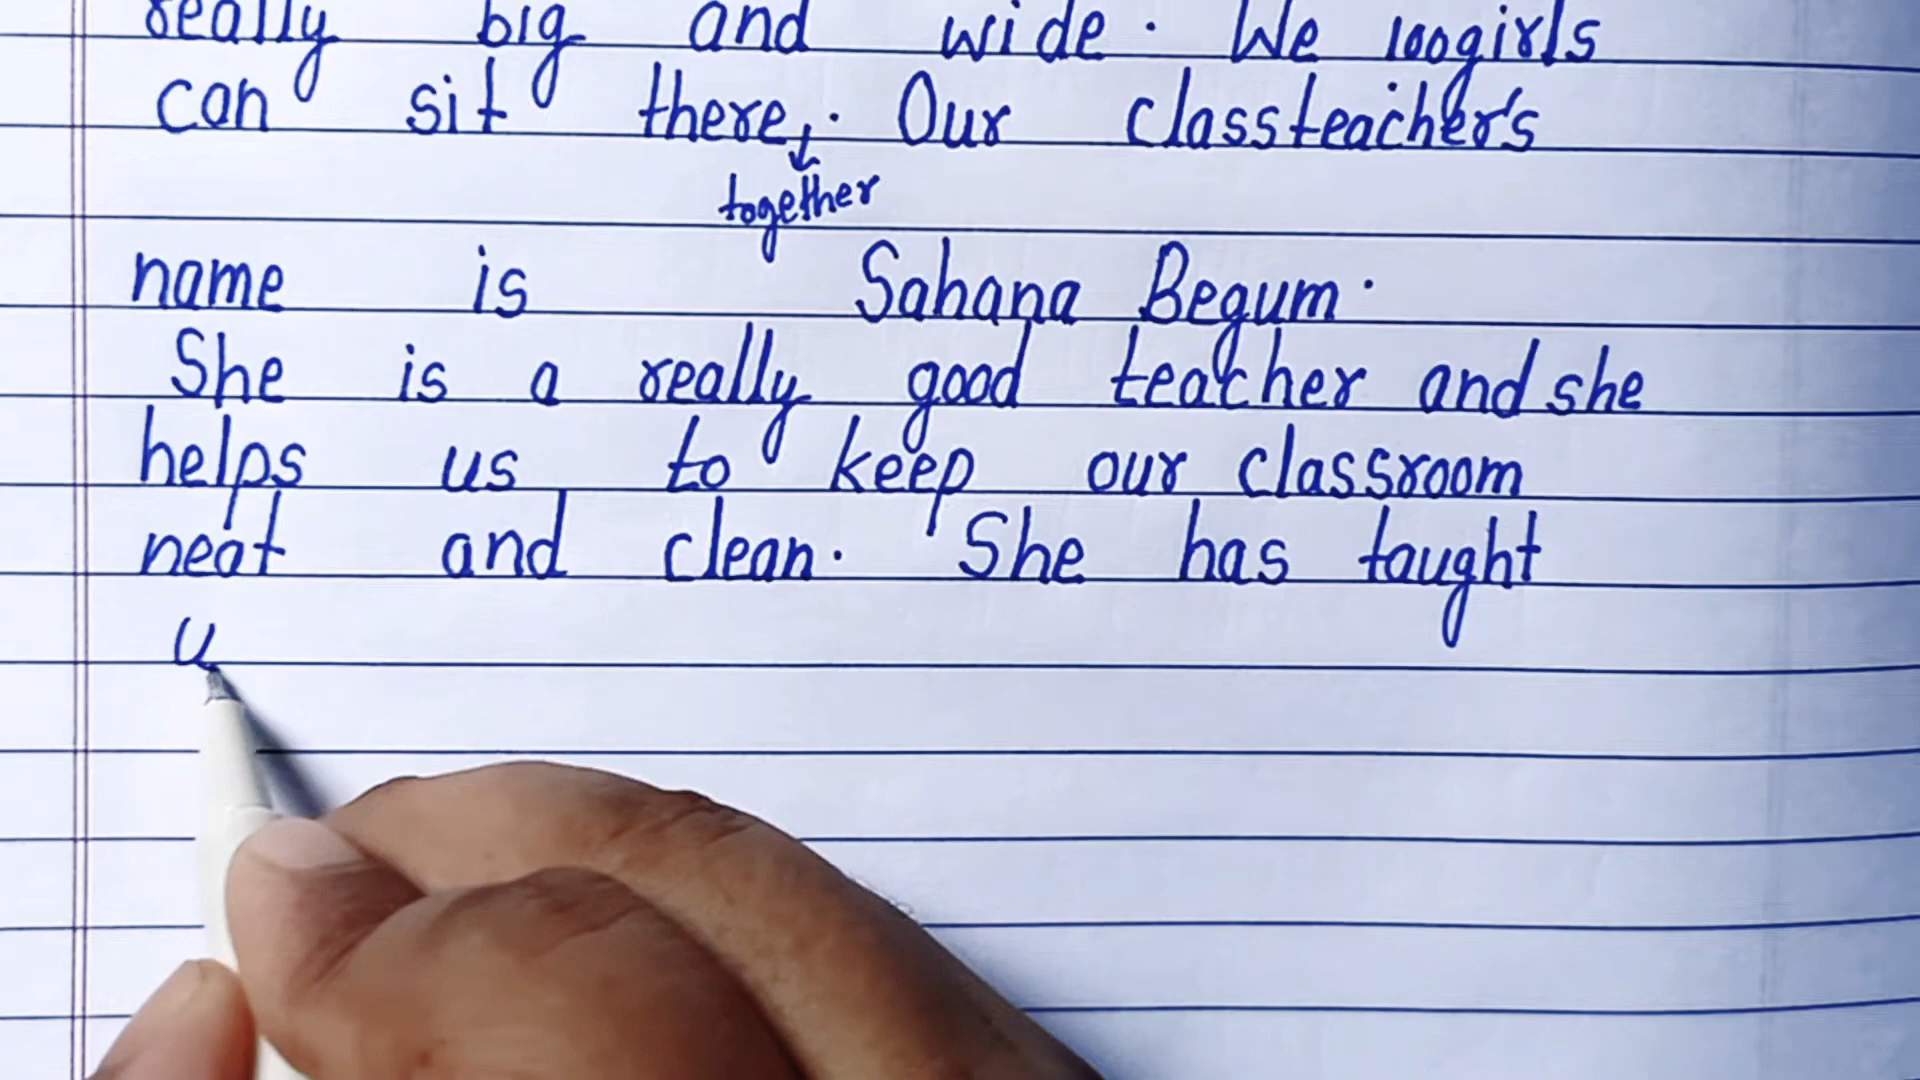 really big and wide. We 100girls
can sit there,. Our classteacher's
together
name is Sahana Begum.
She is a really good teacher and she
helps us to keep our classroom
neat and clean. She has taught
u